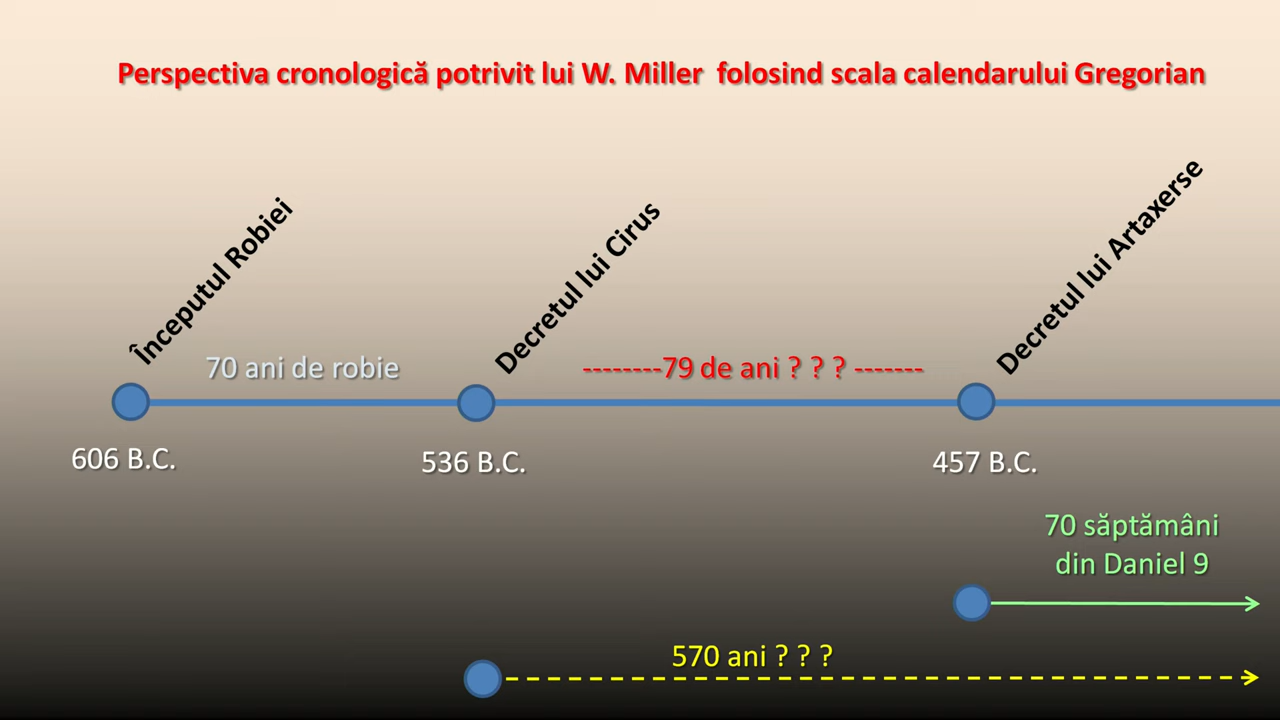 Perspectiva cronologică potrivit lui W. Miller folosind scala calendarului Gregorian
Începutul Robiei
Decretul lui Cirus
Decretul lui Artaxerse
70 ani de robie
--------79 de ani ? ? ? -------
606 B.C.
536 B.C.
457 B.C.
70 săptămâni
din Daniel 9
570 ani ? ? ?